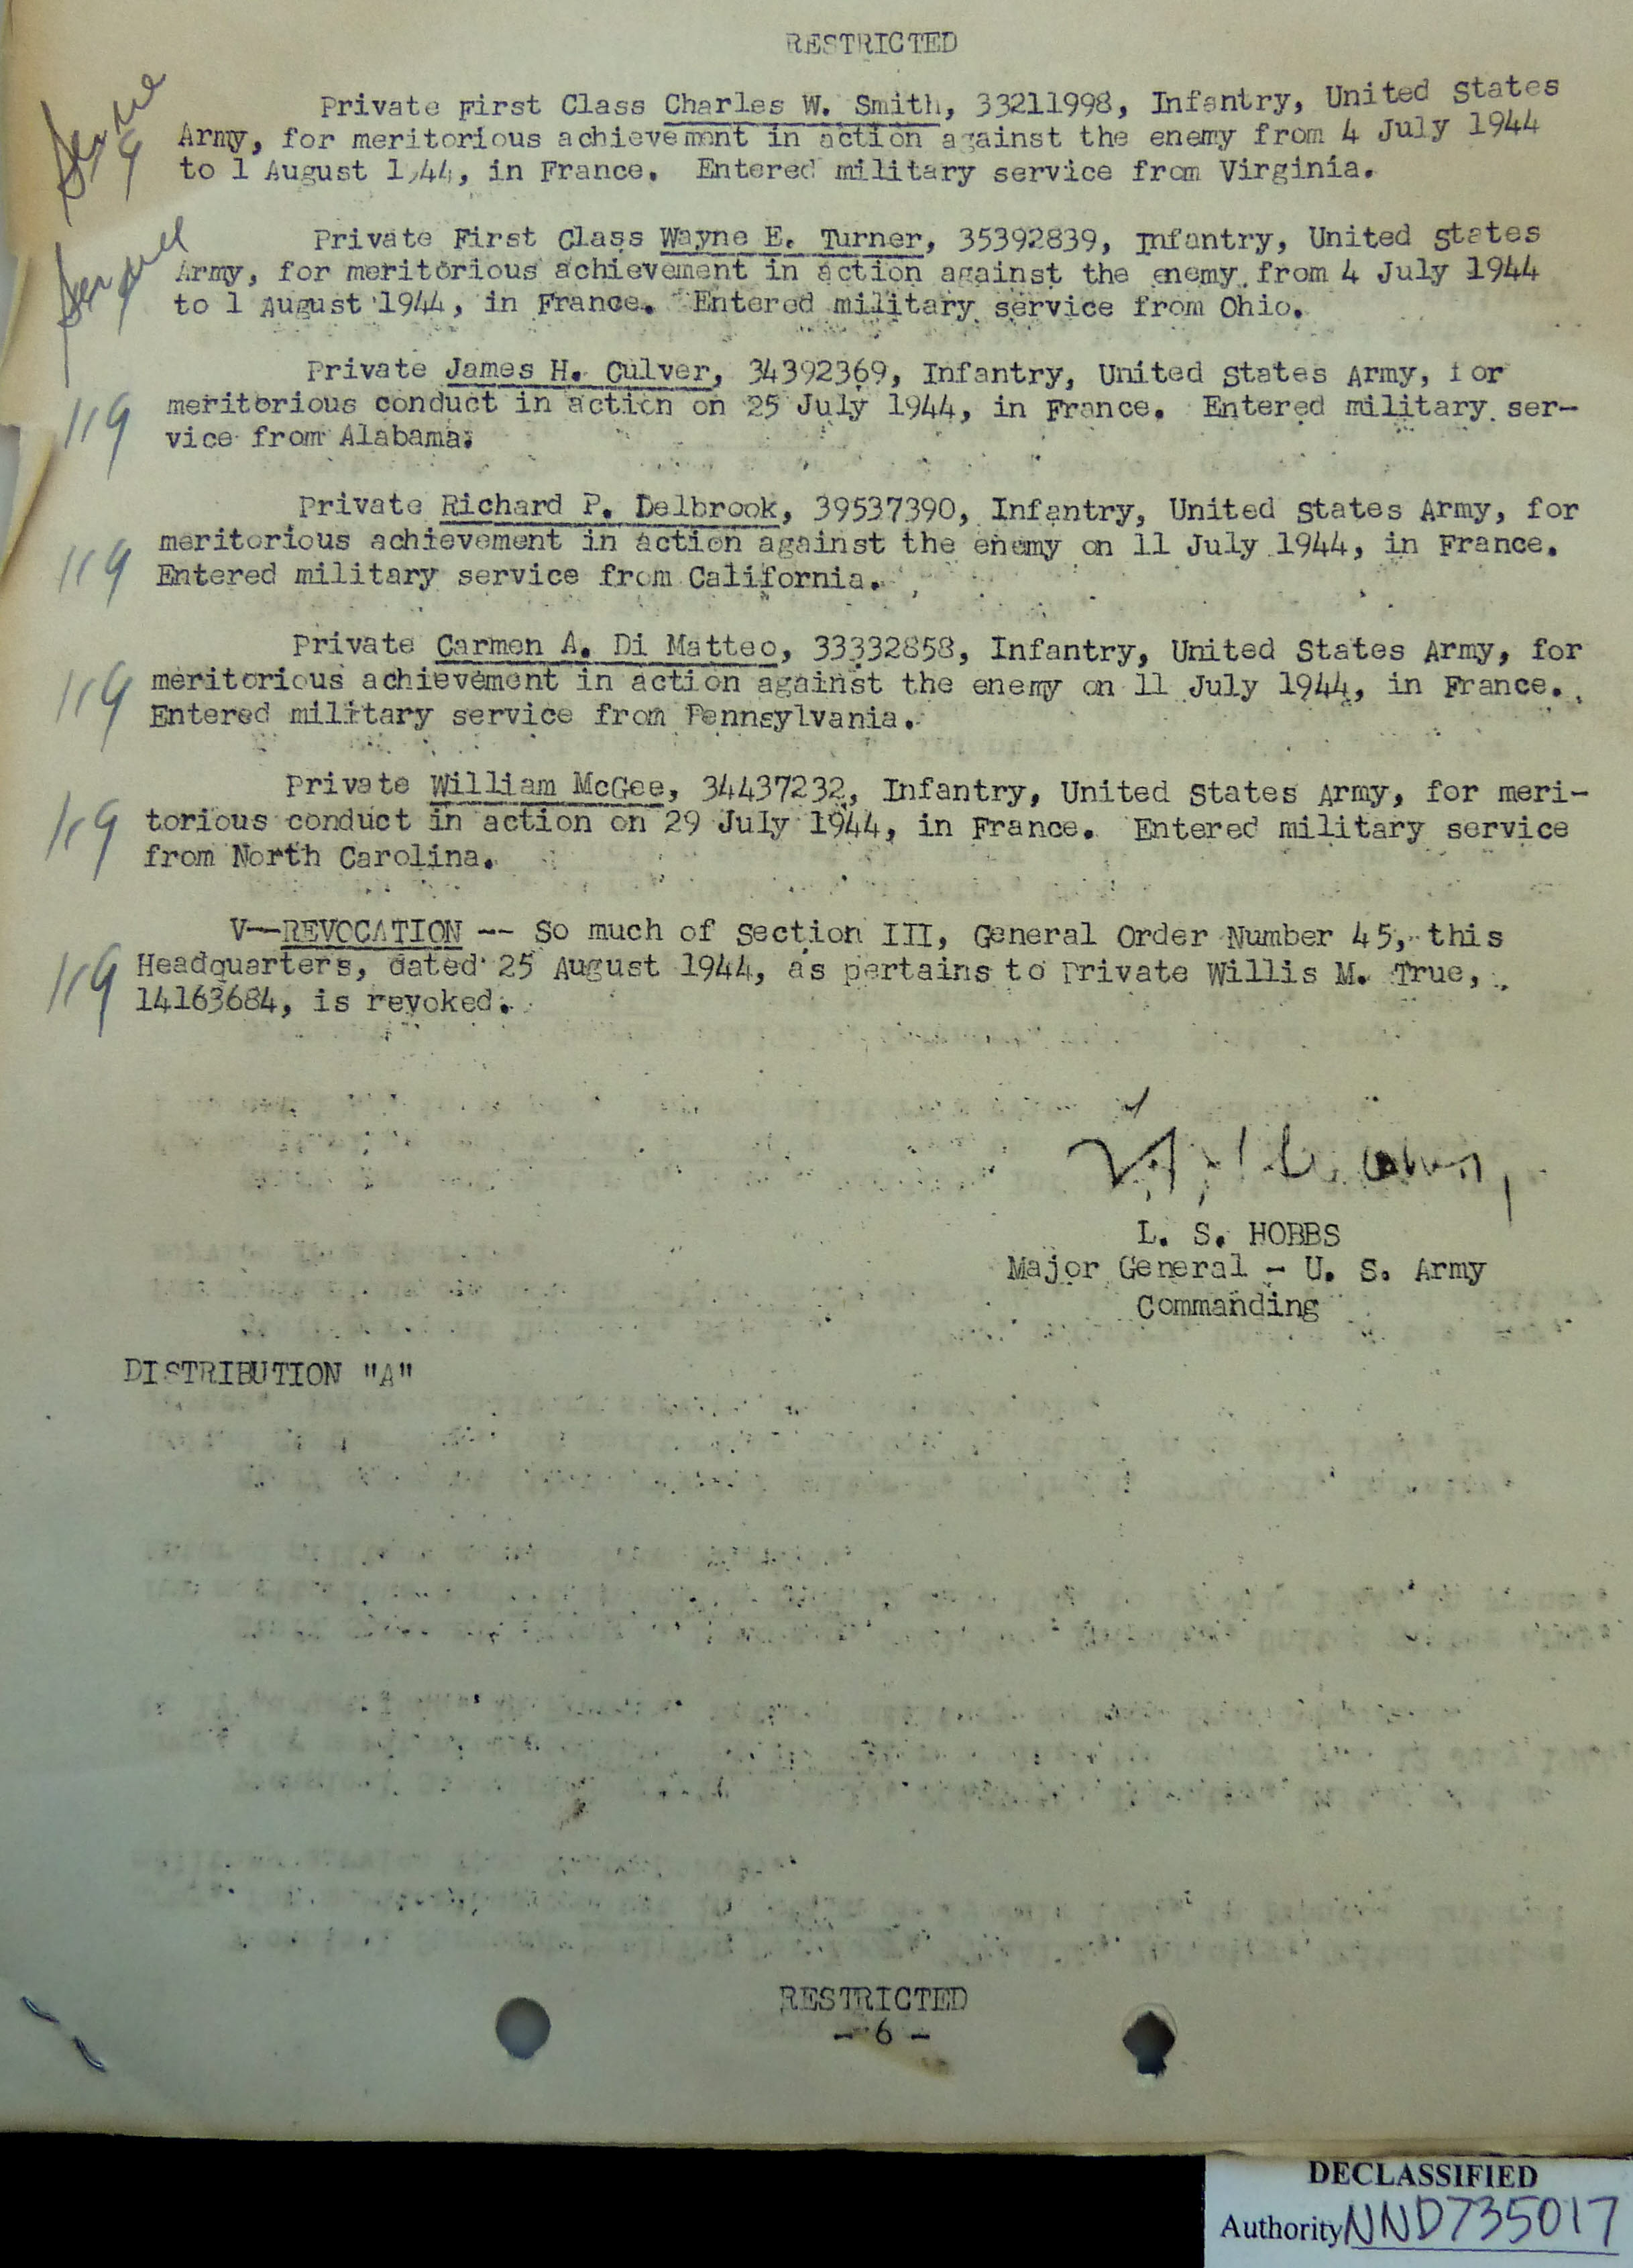 RESTRICTED
Private First Class Charles W. Smith, 33211998, Infantry, United States
Army, for meritorious achievement in action against the enemy from 4 July 1944
to 1 August 1944, in France. Entered military service from Virginia.
Private First Class Wayne E. Turner, 35392839, Infantry, United States
Army, for meritorious achievement in action against the enemy from 4 July 1944
to 1 August 1944, in France. Entered military service from Ohio.
Private James H. Culver, 34392369, Infantry, United States Army, for
119 meritorious conduct in action on 25 July 1944, in France. Entered military ser-
vice from Alabama.
Private Richard P. Delbrook, 39537390, Infantry, United States Army, for
119 meritorious achievement in action against the enemy on 11 July 1944, in France.
Entered military service from California.
Private Carmen A. Di Matteo, 33332858, Infantry, United States Army, for
119 meritorious achievement in action against the enemy on 11 July 1944, in France.
Entered military service from Pennsylvania.
Private William McGee, 34437232, Infantry, United States Army, for meri-
119 torious conduct in action on 29 July 1944, in France. Entered military service
from North Carolina.
V--REVOCATION -- So much of Section III, General Order Number 45, this
119 Headquarters, dated 25 August 1944, as pertains to Private Willis M. True,
14163684, is revoked.
L. S. HOBBS
Major General - U. S. Army
Commanding
DISTRIBUTION "A"
RESTRICTED
- 6 -
DECLASSIFIED
Authority NND735017